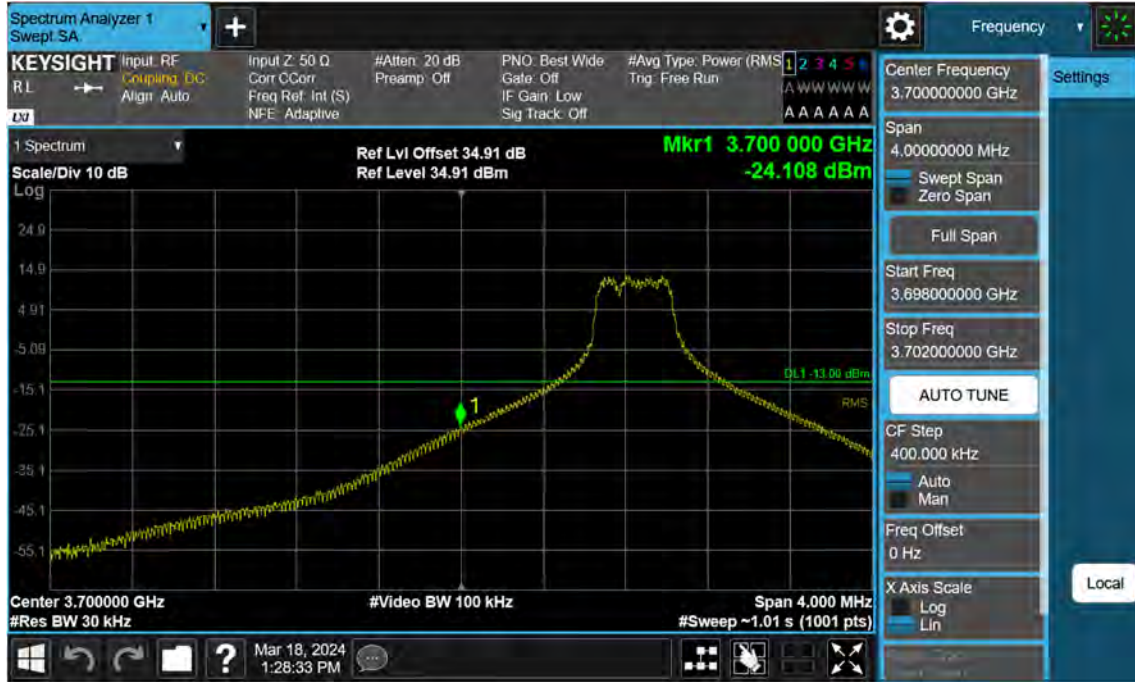 Spectrum Analyzer 1
Swept SA
Frequency
KEYSIGHT
R L
LXI
Input: RF
Coupling: DC
Align: Auto
Input Z: 50 Ω
Corr CCorr
Freq Ref: Int (S)
NFE: Adaptive
#Atten: 20 dB
Preamp: Off
PNO: Best Wide
Gate: Off
IF Gain: Low
Sig Track: Off
#Avg Type: Power (RMS
Trig: Free Run
1 2 3 4 5 6
A W W W W W
A A A A A A
Center Frequency
3.700000000 GHz
Settings
Span
4.00000000 MHz
Swept Span
Zero Span
Full Span
Start Freq
3.698000000 GHz
Stop Freq
3.702000000 GHz
AUTO TUNE
CF Step
400.000 kHz
Auto
Man
Freq Offset
0 Hz
X Axis Scale
Log
Lin
Local
1 Spectrum
Scale/Div 10 dB
Log
Ref Lvl Offset 34.91 dB
Ref Level 34.91 dBm
Mkr1 3.700 000 GHz
-24.108 dBm
24.9
14.9
4.91
-5.09
-15.1
-25.1
-35.1
-45.1
-55.1
DL1 -13.00 dBm
RMS
1
Center 3.700000 GHz
#Res BW 30 kHz
#Video BW 100 kHz
Span 4.000 MHz
#Sweep ~1.01 s (1001 pts)
Mar 18, 2024
1:28:33 PM